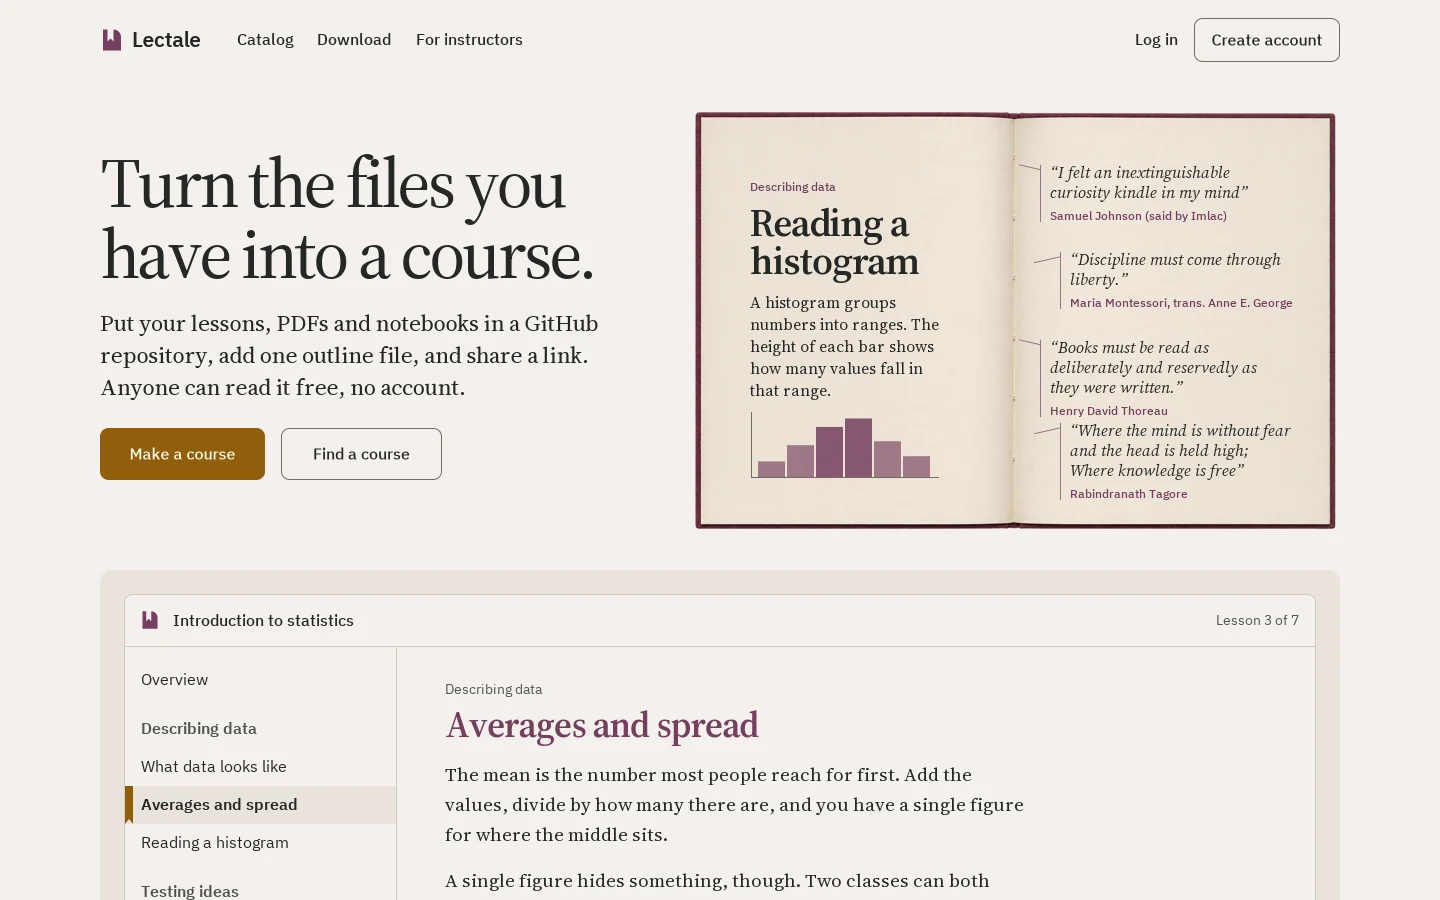 Lectale
Catalog
Download
For instructors
Log in
Create account
Turn the files you
have into a course.
Put your lessons, PDFs and notebooks in a GitHub
repository, add one outline file, and share a link.
Anyone can read it free, no account.
Make a course
Find a course
Describing data
Reading a
histogram
A histogram groups
numbers into ranges. The
height of each bar shows
how many values fall in
that range.
“I felt an inextinguishable
curiosity kindle in my mind”
Samuel Johnson (said by Imlac)
“Discipline must come through
liberty.”
Maria Montessori, trans. Anne E. George
“Books must be read as
deliberately and reservedly as
they were written.”
Henry David Thoreau
“Where the mind is without fear
and the head is held high;
Where knowledge is free”
Rabindranath Tagore
Introduction to statistics
Lesson 3 of 7
Overview
Describing data
What data looks like
Averages and spread
Reading a histogram
Testing ideas
Describing data
Averages and spread
The mean is the number most people reach for first. Add the
values, divide by how many there are, and you have a single figure
for where the middle sits.
A single figure hides something, though. Two classes can both